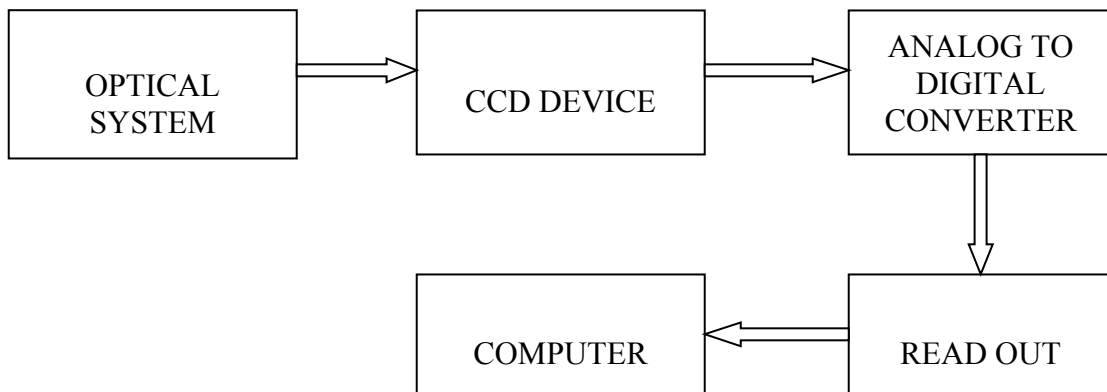 OPTICAL
SYSTEM
CCD DEVICE
ANALOG TO
DIGITAL
CONVERTER
COMPUTER
READ OUT